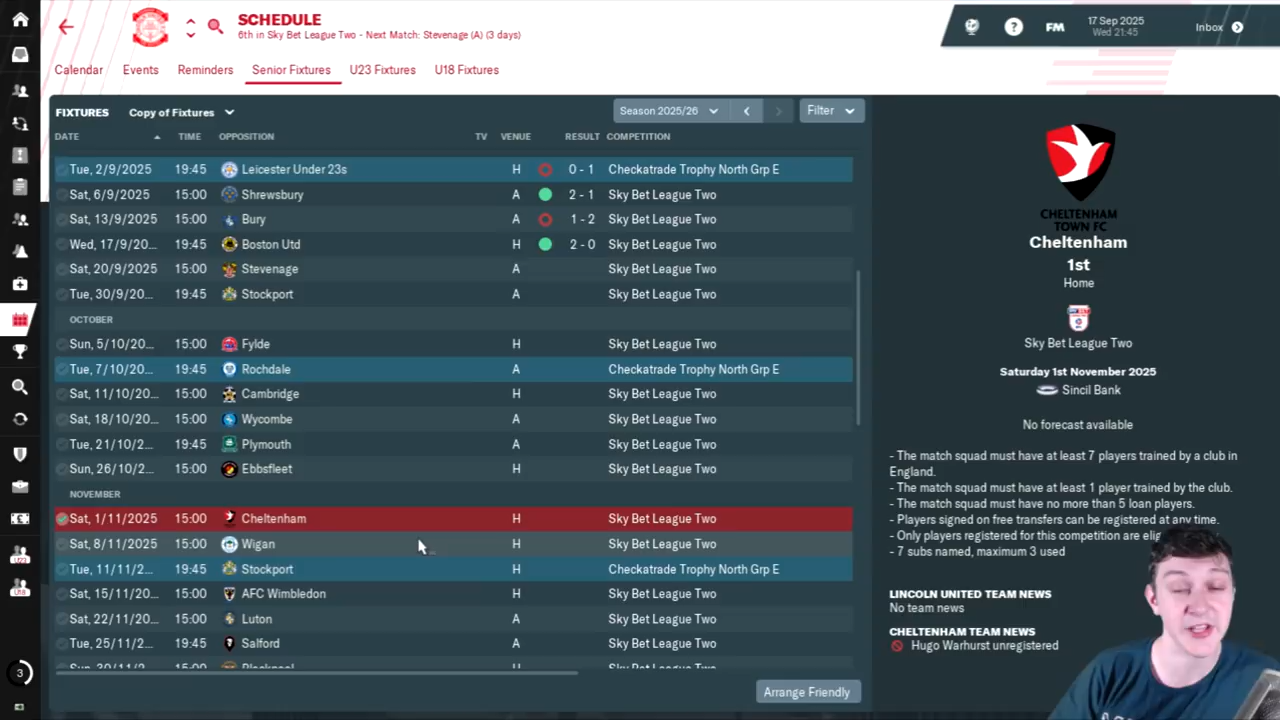 SCHEDULE
6th in Sky Bet League Two - Next Match: Stevenage (A) (3 days)
17 Sep 2025
Wed 21:45
FM
Inbox
Calendar Events Reminders Senior Fixtures U23 Fixtures U18 Fixtures
FIXTURES Copy of Fixtures Season 2025/26 Filter
DATE TIME OPPOSITION TV VENUE RESULT COMPETITION
Tue, 2/9/2025 19:45 Leicester Under 23s H 0 - 1 Checkatrade Trophy North Grp E
Sat, 6/9/2025 15:00 Shrewsbury A 2 - 1 Sky Bet League Two
Sat, 13/9/2025 15:00 Bury A 1 - 2 Sky Bet League Two
Wed, 17/9/20... 19:45 Boston Utd H 2 - 0 Sky Bet League Two
Sat, 20/9/2025 15:00 Stevenage A Sky Bet League Two
Tue, 30/9/20... 19:45 Stockport A Sky Bet League Two
OCTOBER
Sun, 5/10/20... 15:00 Fylde H Sky Bet League Two
Tue, 7/10/20... 19:45 Rochdale A Checkatrade Trophy North Grp E
Sat, 11/10/20... 15:00 Cambridge H Sky Bet League Two
Sat, 18/10/20... 15:00 Wycombe A Sky Bet League Two
Tue, 21/10/2... 19:45 Plymouth A Sky Bet League Two
Sun, 26/10/2... 15:00 Ebbsfleet H Sky Bet League Two
NOVEMBER
Sat, 1/11/2025 15:00 Cheltenham H Sky Bet League Two
Sat, 8/11/2025 15:00 Wigan H Sky Bet League Two
Tue, 11/11/2... 19:45 Stockport H Checkatrade Trophy North Grp E
Sat, 15/11/20... 15:00 AFC Wimbledon H Sky Bet League Two
Sat, 22/11/20... 15:00 Luton A Sky Bet League Two
Tue, 25/11/2... 19:45 Salford A Sky Bet League Two
Sun, 30/11/2... 15:00 Blackpool H Sky Bet League Two
Arrange Friendly
3
U23
U18
CHELTENHAM
TOWN FC
Cheltenham
1st
Home
Sky Bet League Two
Saturday 1st November 2025
Sincil Bank
No forecast available
- The match squad must have at least 7 players trained by a club in
England.
- The match squad must have at least 1 player trained by the club.
- The match squad must have no more than 5 loan players.
- Players signed on free transfers can be registered at any time.
- Only players registered for this competition are
- 7 subs named, maximum 3 used
LINCOLN UNITED TEAM NEWS
No team news
CHELTENHAM TEAM NEWS
Hugo Warhurst unregistered